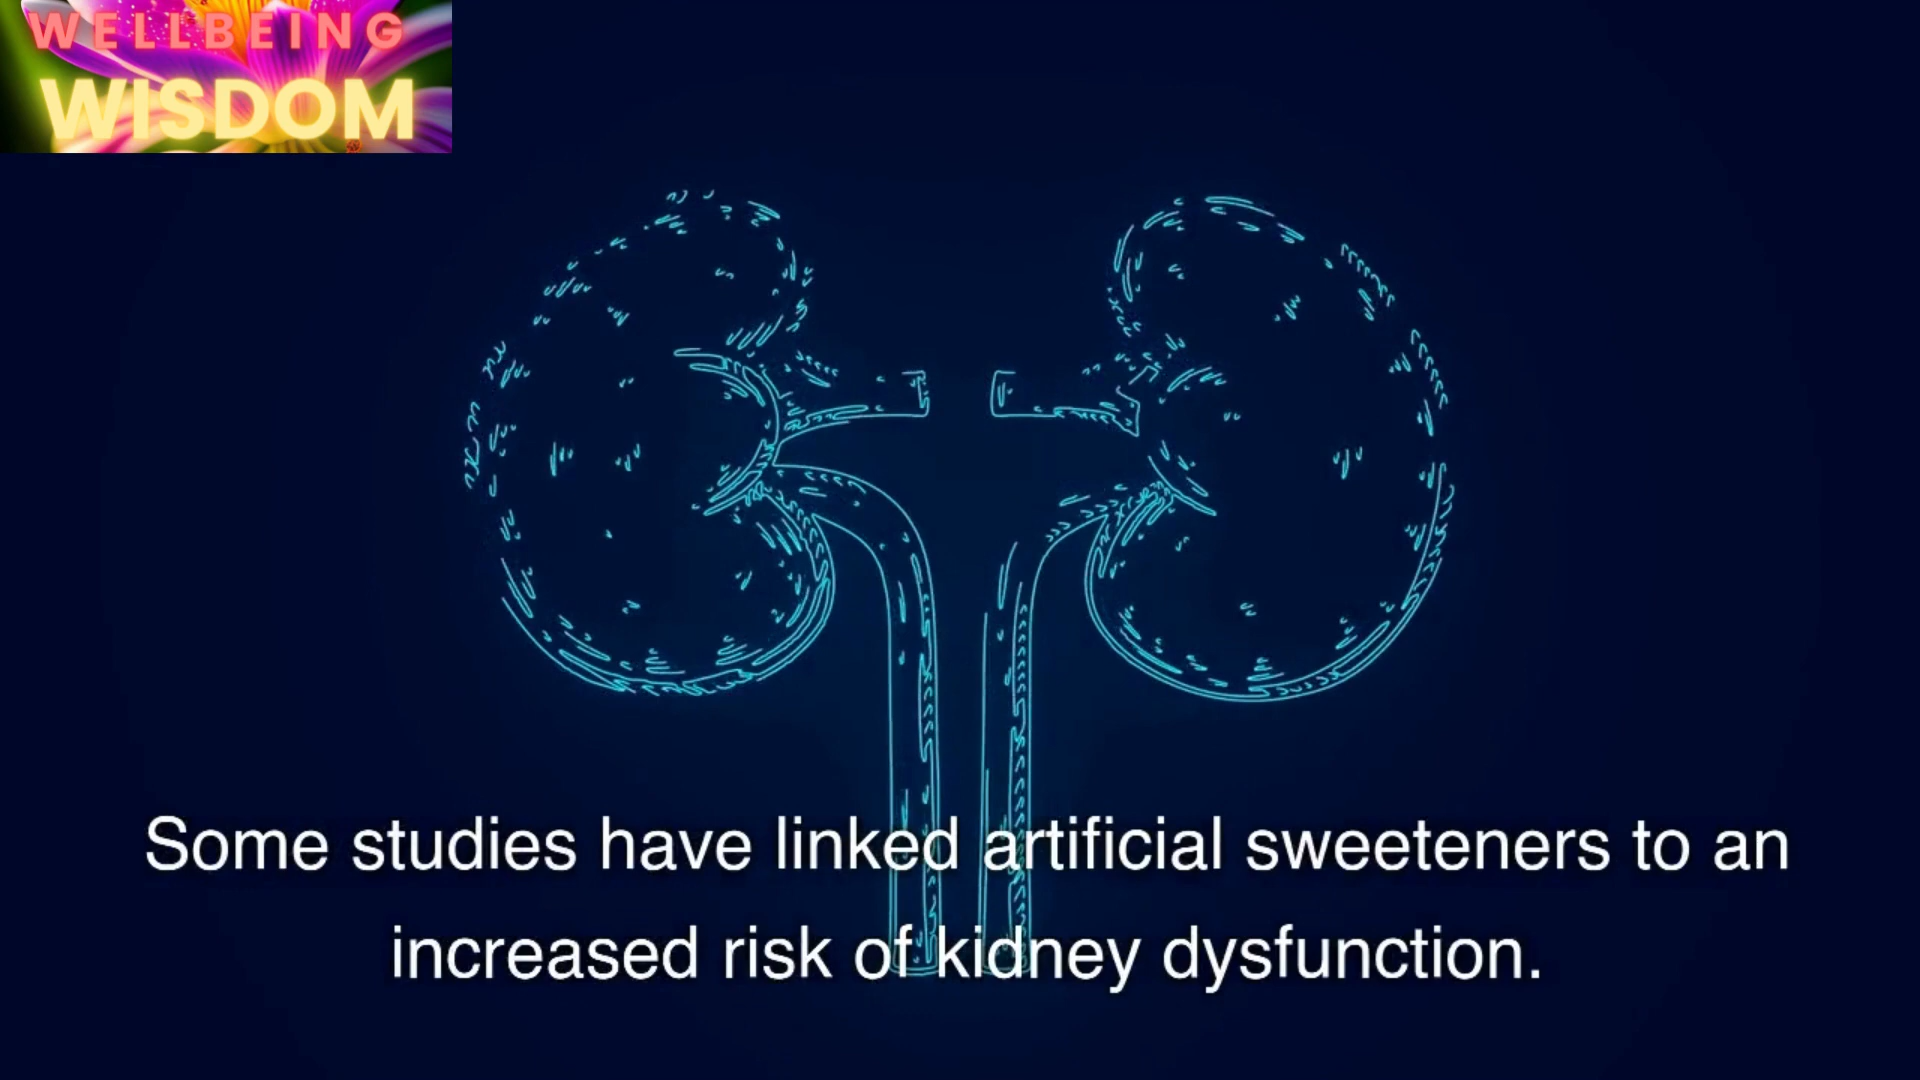 WELLBEING
WISDOM
Some studies have linked artificial sweeteners to an
increased risk of kidney dysfunction.